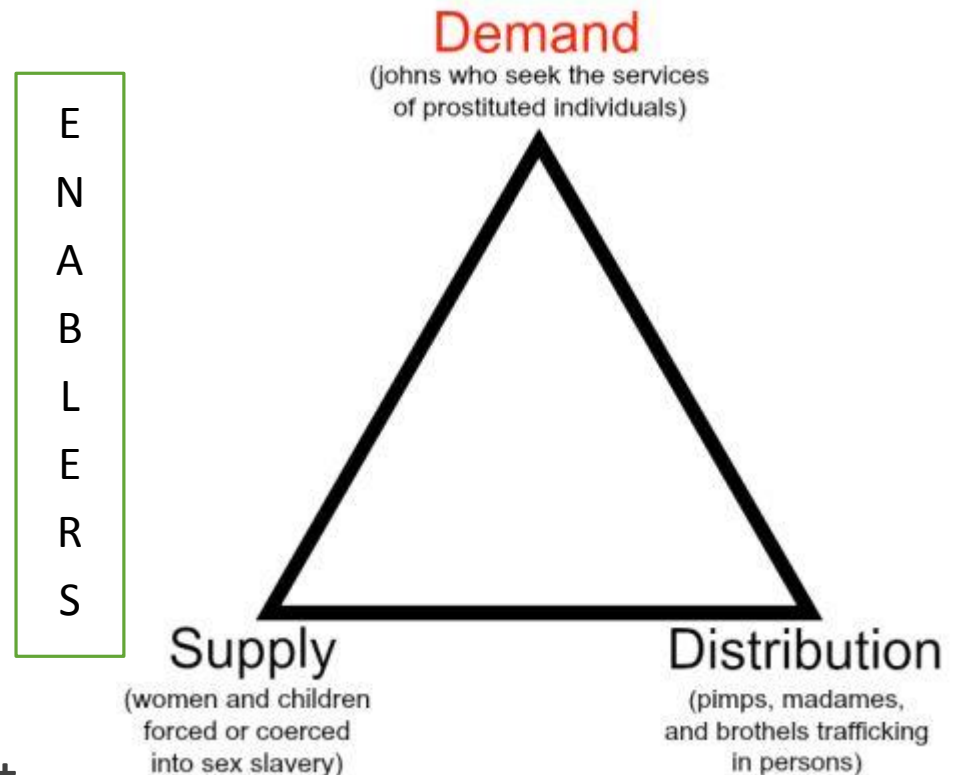 Demand
(johns who seek the services
of prostituted individuals)
E
N
A
B
L
E
R
S
Supply
(women and children
forced or coerced
into sex slavery)
Distribution
(pimps, madames,
and brothels trafficking
in persons)